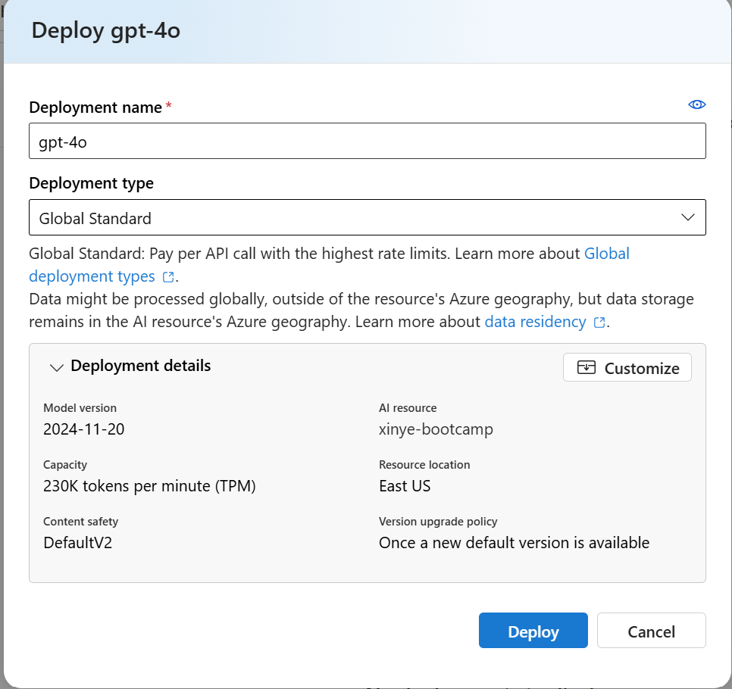 Deploy gpt-4o
Deployment name *
gpt-4o
Deployment type
Global Standard
Global Standard: Pay per API call with the highest rate limits. Learn more about Global
deployment types .
Data might be processed globally, outside of the resource's Azure geography, but data storage
remains in the AI resource's Azure geography. Learn more about data residency .
Deployment details
Customize
Model version
2024-11-20
AI resource
xinye-bootcamp
Capacity
230K tokens per minute (TPM)
Resource location
East US
Content safety
DefaultV2
Version upgrade policy
Once a new default version is available
Deploy
Cancel